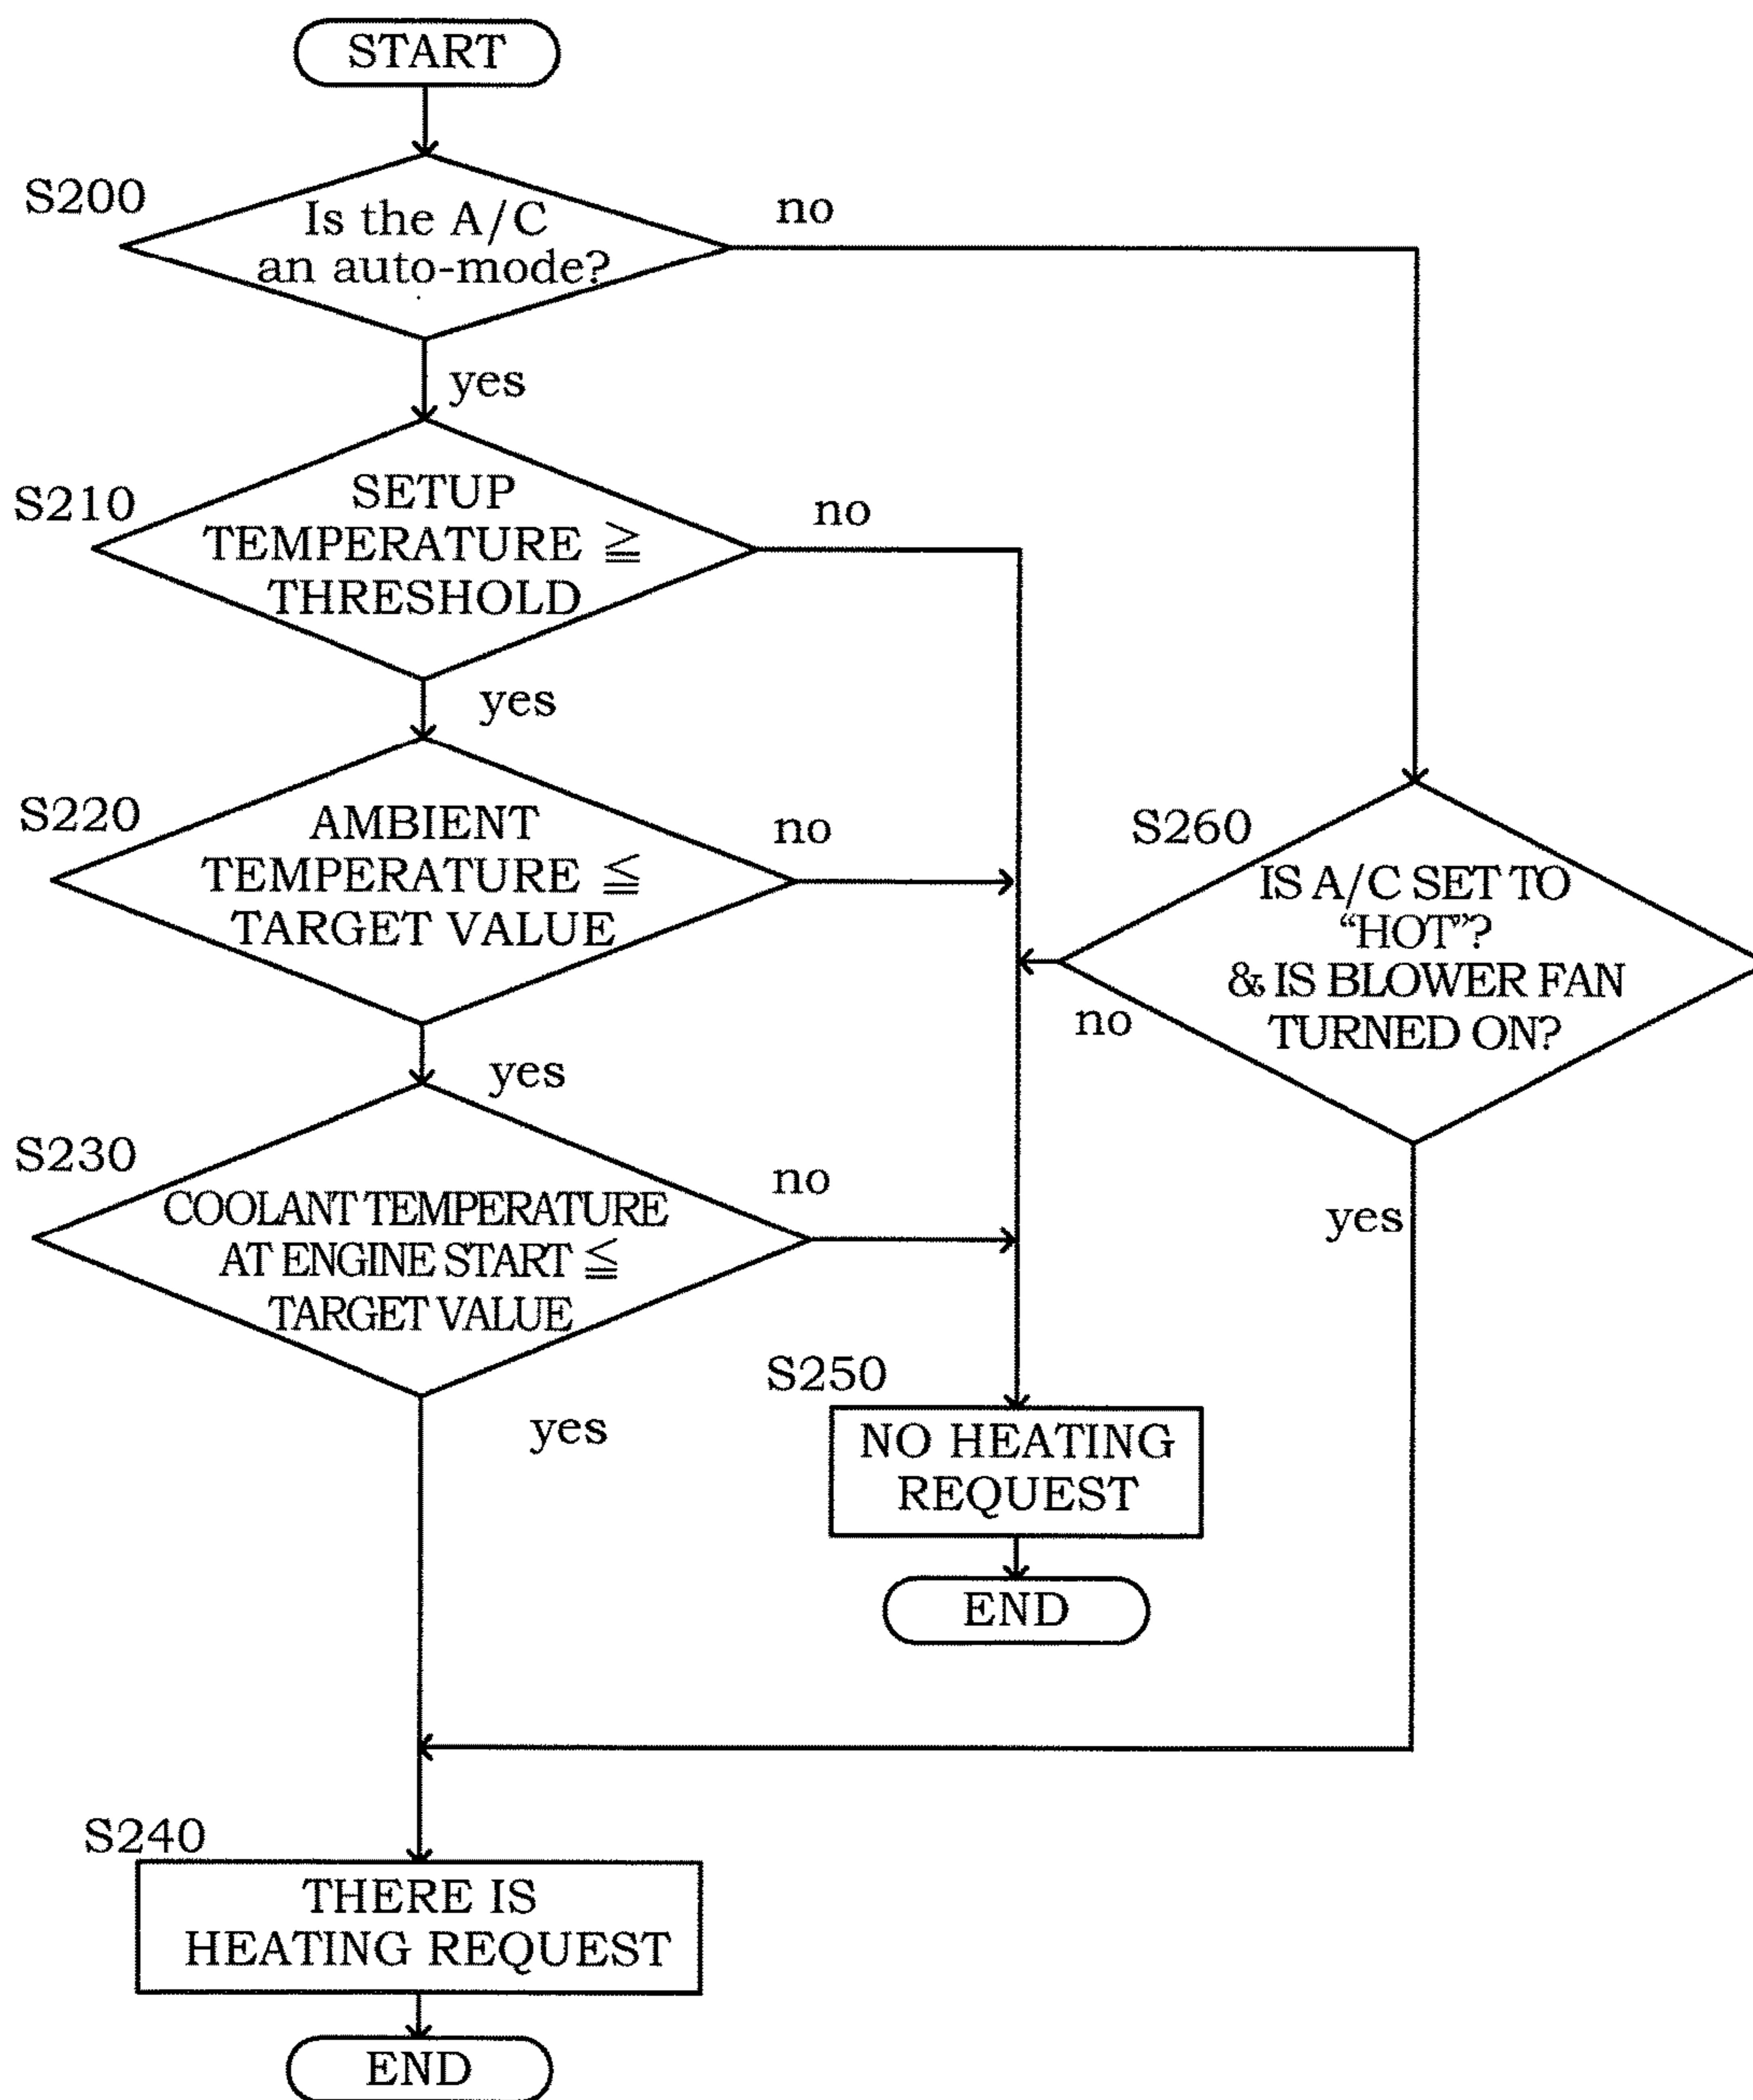 START
S200
Is the A/C
an auto-mode?
no
yes
S210
SETUP
TEMPERATURE ≧
THRESHOLD
no
yes
S220
AMBIENT
TEMPERATURE ≦
TARGET VALUE
no
yes
S260
IS A/C SET TO
“HOT”?
& IS BLOWER FAN
TURNED ON?
no
yes
S230
COOLANT TEMPERATURE
AT ENGINE START ≦
TARGET VALUE
no
yes
S250
NO HEATING
REQUEST
END
S240
THERE IS
HEATING REQUEST
END